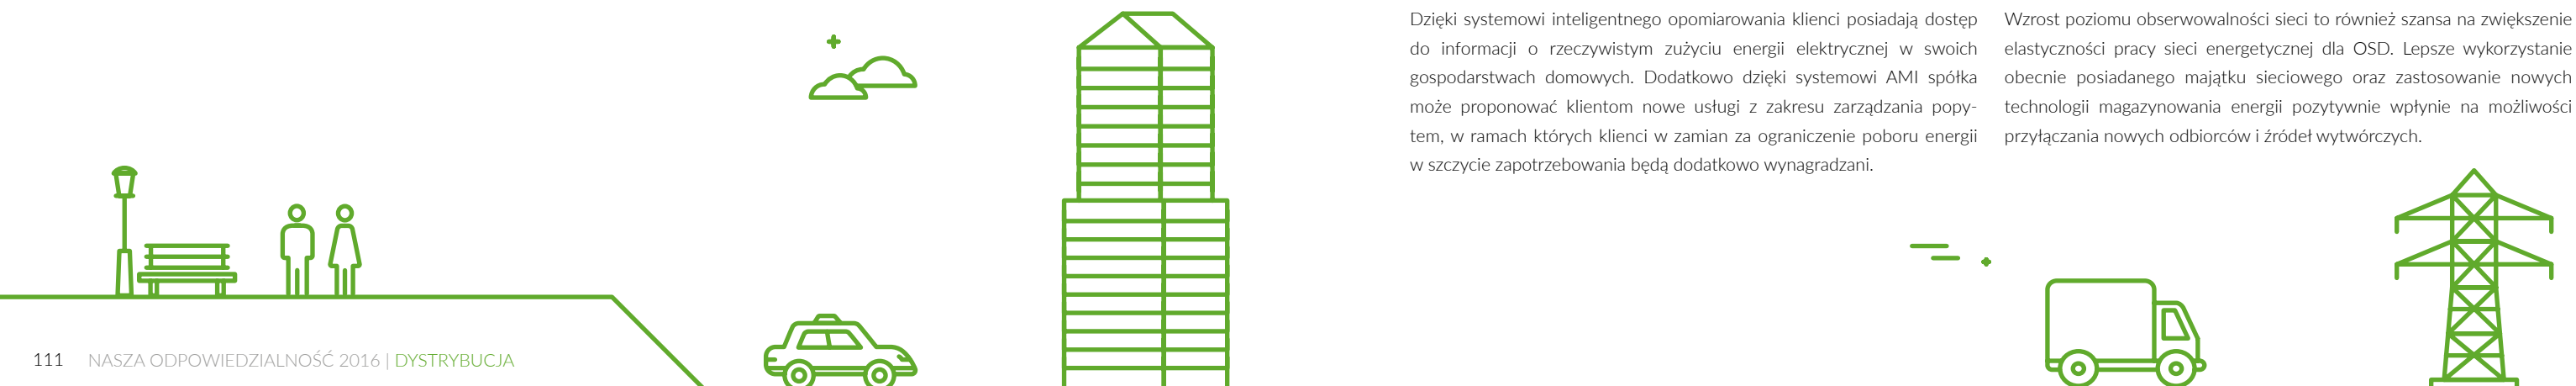 Dzięki systemowi inteligentnego opomiarowania klienci posiadają dostęp
do informacji o rzeczywistym zużyciu energii elektrycznej w swoich
gospodarstwach domowych. Dodatkowo dzięki systemowi AMI spółka
może proponować klientom nowe usługi z zakresu zarządzania popy-
tem, w ramach których klienci w zamian za ograniczenie poboru energii
w szczycie zapotrzebowania będą dodatkowo wynagradzani.
Wzrost poziomu obserwowalności sieci to również szansa na zwiększenie
elastyczności pracy sieci energetycznej dla OSD. Lepsze wykorzystanie
obecnie posiadanego majątku sieciowego oraz zastosowanie nowych
technologii magazynowania energii pozytywnie wpłynie na możliwości
przyłączania nowych odbiorców i źródeł wytwórczych.
111 NASZA ODPOWIEDZIALNOŚĆ 2016 | DYSTRYBUCJA